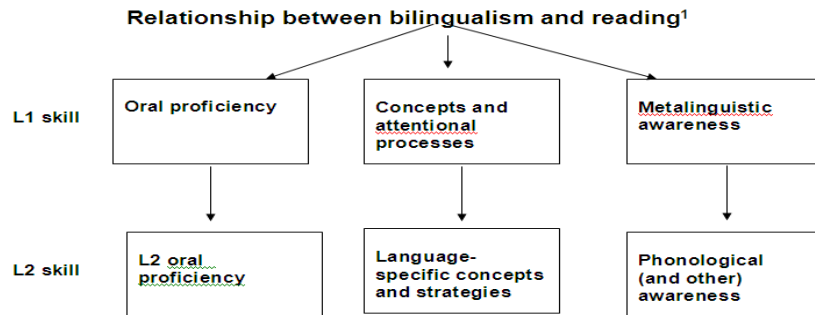 Relationship between bilingualism and reading¹
L1 skill
Oral proficiency
Concepts and
attentional
processes
Metalinguistic
awareness
L2 skill
L2 oral
proficiency
Language-
specific concepts
and strategies
Phonological
(and other)
awareness